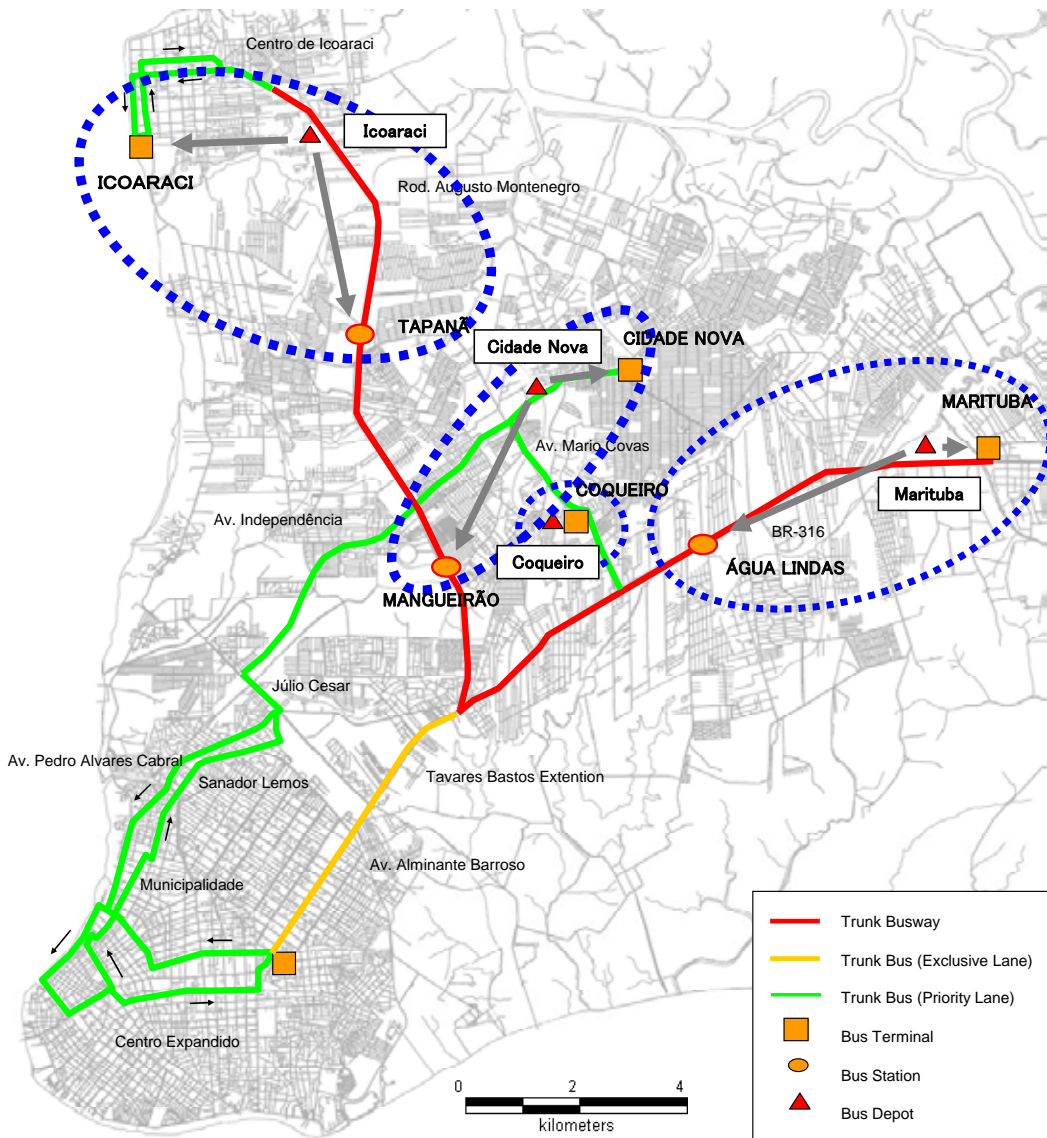 Centro de Icoaraci
Icoaraci
ICOARACI
Rod. Augusto Montenegro
TAPANÃ
Cidade Nova
CIDADE NOVA
MARITUBA
Av. Mario Covas
COQUEIRO
Marituba
Av. Independência
BR-316
Coqueiro
ÁGUA LINDAS
MANGUEIRÃO
Júlio Cesar
Av. Pedro Alvares Cabral
Sanador Lemos
Tavares Bastos Extention
Av. Alminante Barroso
Municipalidade
Centro Expandido
Trunk Busway
Trunk Bus (Exclusive Lane)
Trunk Bus (Priority Lane)
Bus Terminal
Bus Station
Bus Depot
0 2 4
kilometers